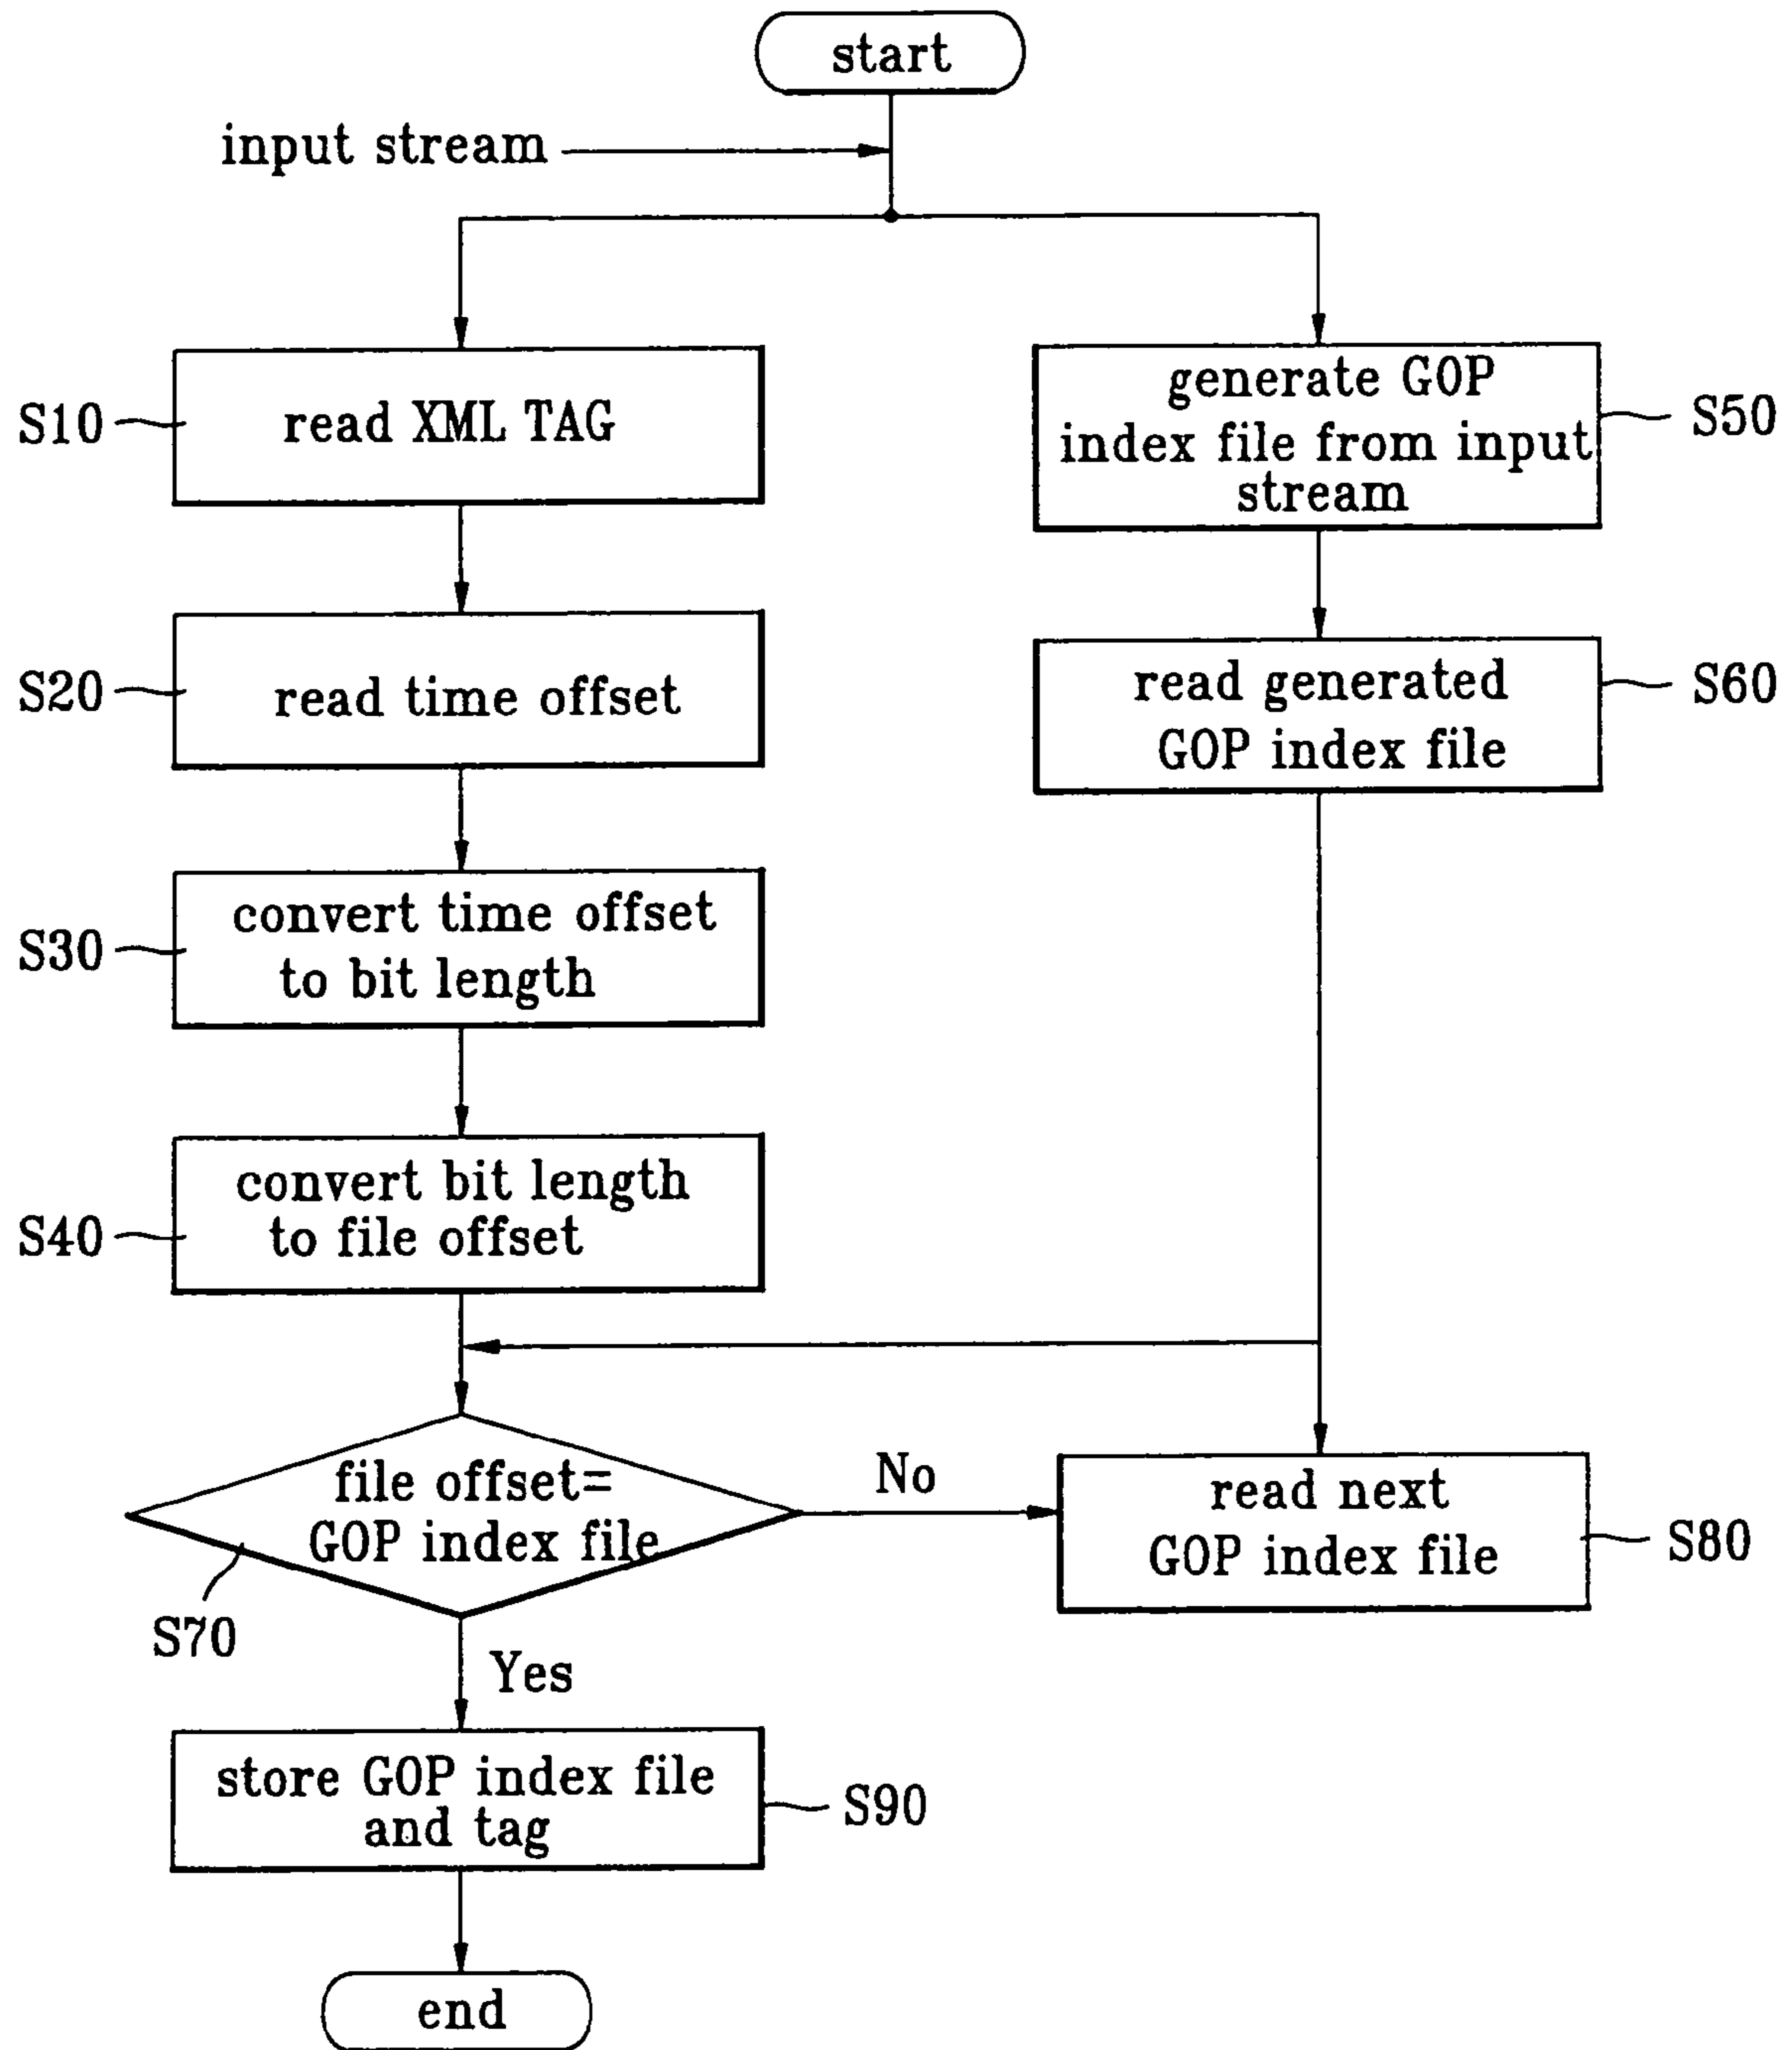 start
input stream
S10
read XML TAG
generate GOP
index file from input
stream
S50
S20
read time offset
read generated
GOP index file
S60
S30
convert time offset
to bit length
S40
convert bit length
to file offset
file offset=
GOP index file
S70
No
read next
GOP index file
S80
Yes
store GOP index file
and tag
S90
end